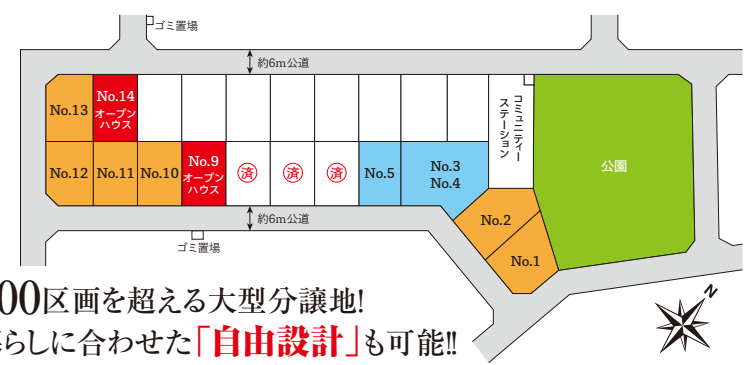 ゴミ置場
約6m公道
No.13
No.14
オープン
ハウス
コミュニティー
ステーション
公園
No.12
No.11
No.10
No.9
オープン
ハウス
済
済
済
No.5
No.3
No.4
No.2
No.1
約6m公道
ゴミ置場
N
00区画を超える大型分譲地!
らしに合わせた「自由設計」も可能!!